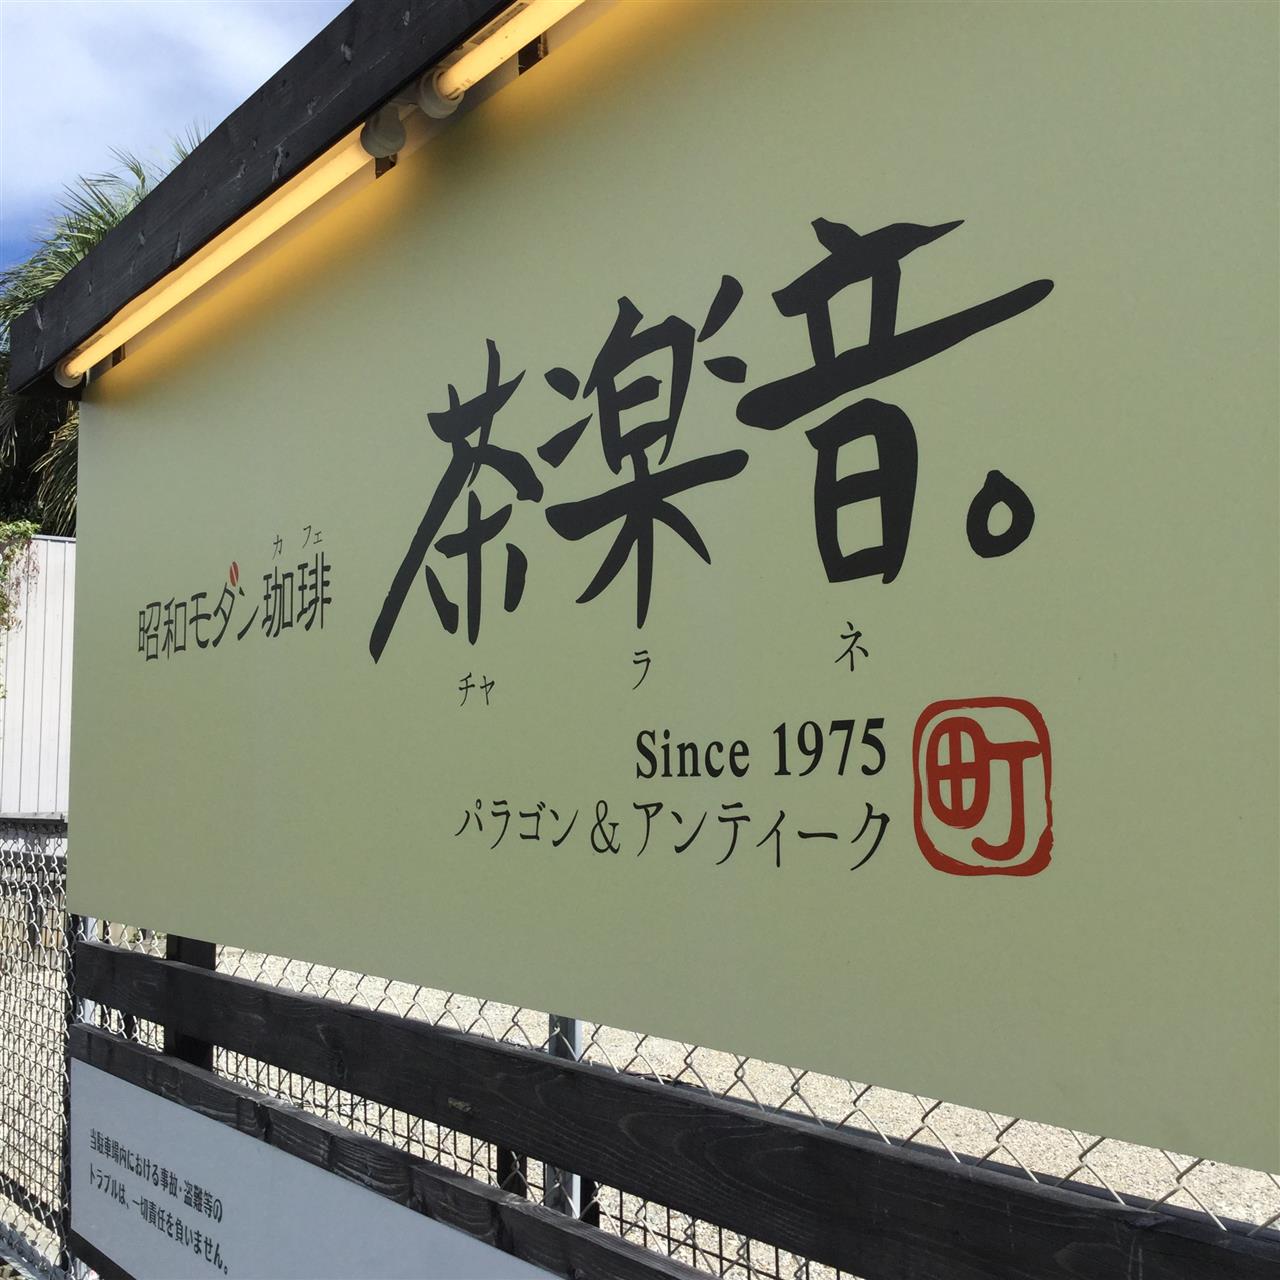 カフェ
昭和モダン珈琲
茶楽音。
チャラネ
Since 1975
パラゴン&アンティーク
町
当駐車場内における事故・盗難等の
トラブルは、一切責任を負いません。